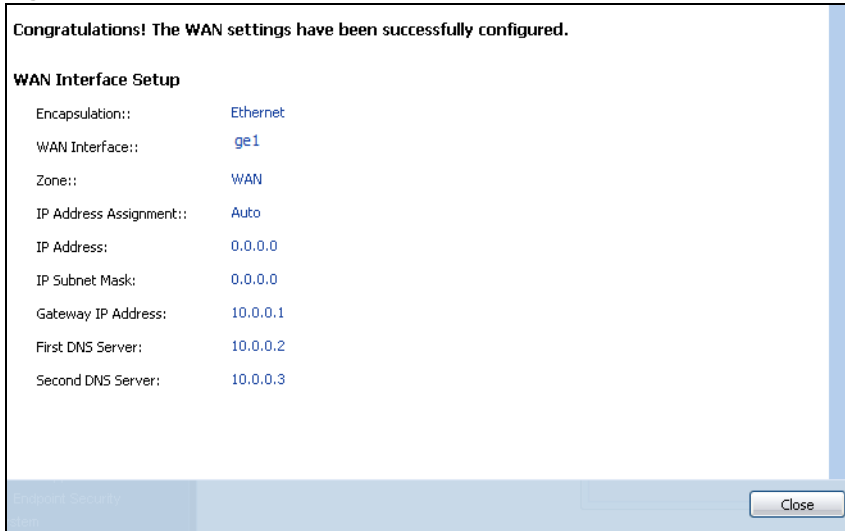 Congratulations! The WAN settings have been successfully configured.
WAN Interface Setup
Encapsulation:: Ethernet
WAN Interface:: ge1
Zone:: WAN
IP Address Assignment:: Auto
IP Address: 0.0.0.0
IP Subnet Mask: 0.0.0.0
Gateway IP Address: 10.0.0.1
First DNS Server: 10.0.0.2
Second DNS Server: 10.0.0.3
Endpoint Security
Close